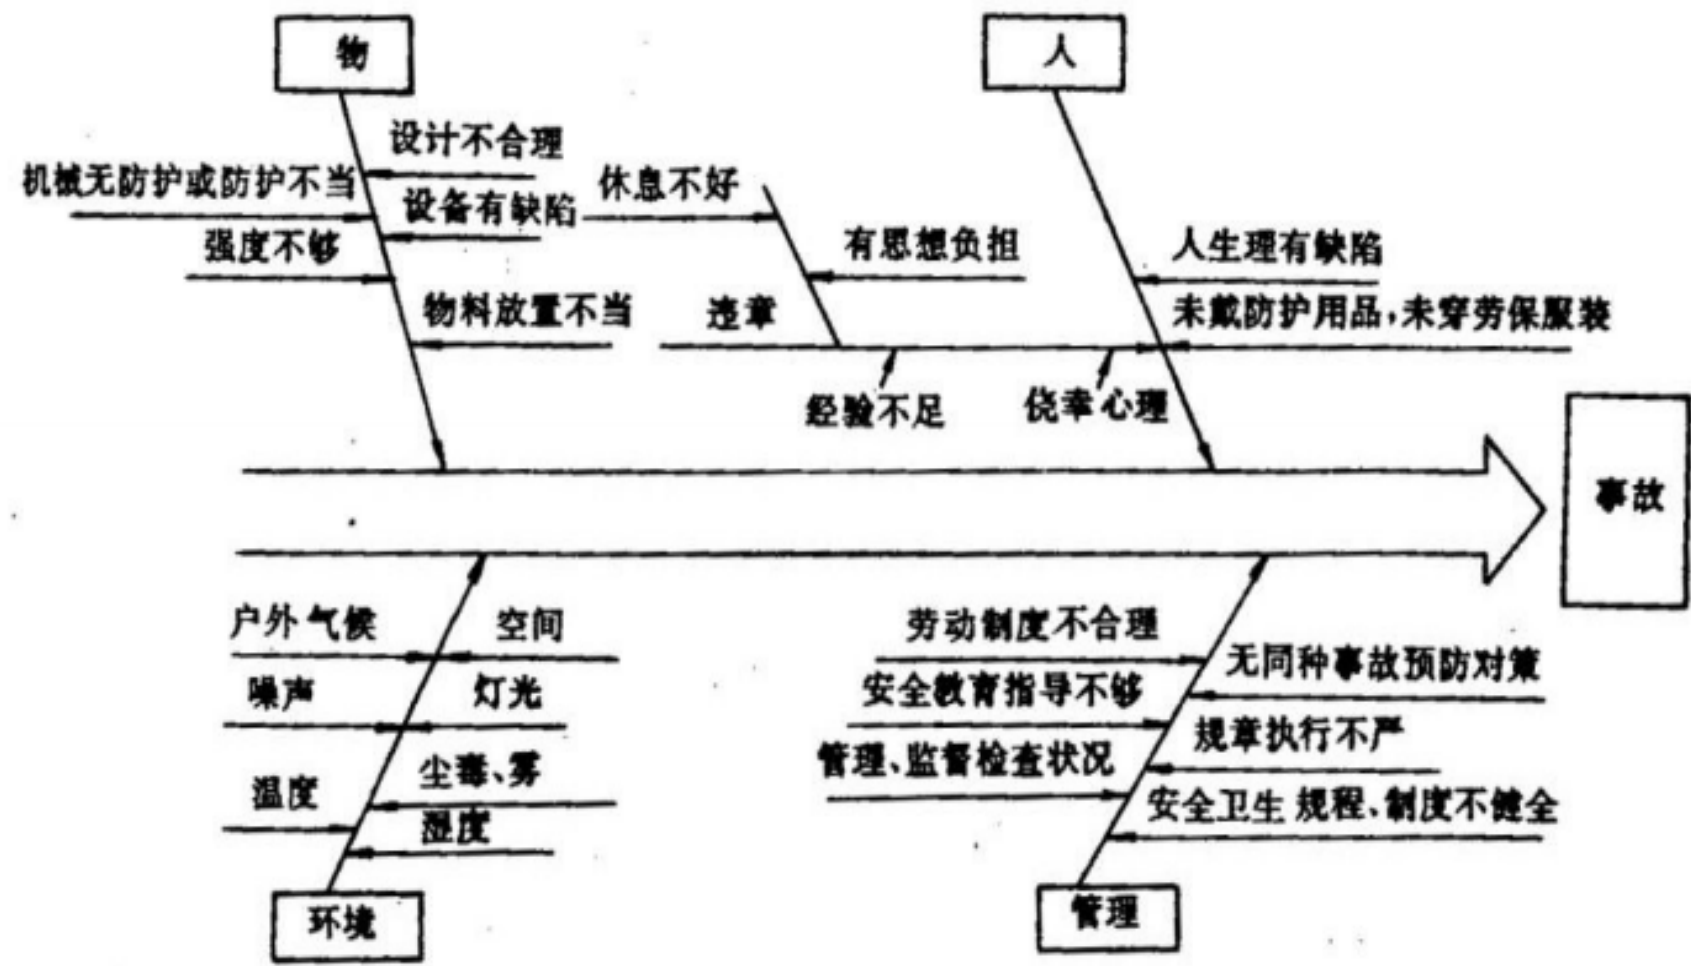 物
人
设计不合理
机械无防护或防护不当
休息不好
设备有缺陷
强度不够
有思想负担
人生理有缺陷
物料放置不当
违章
未戴防护用品,未穿劳保服装
经验不足
侥幸心理
事故
户外气候
空间
劳动制度不合理
无同种事故预防对策
噪声
灯光
安全教育指导不够
规章执行不严
管理、监督检查状况
尘毒、雾
温度
安全卫生规程、制度不健全
湿度
环境
管理